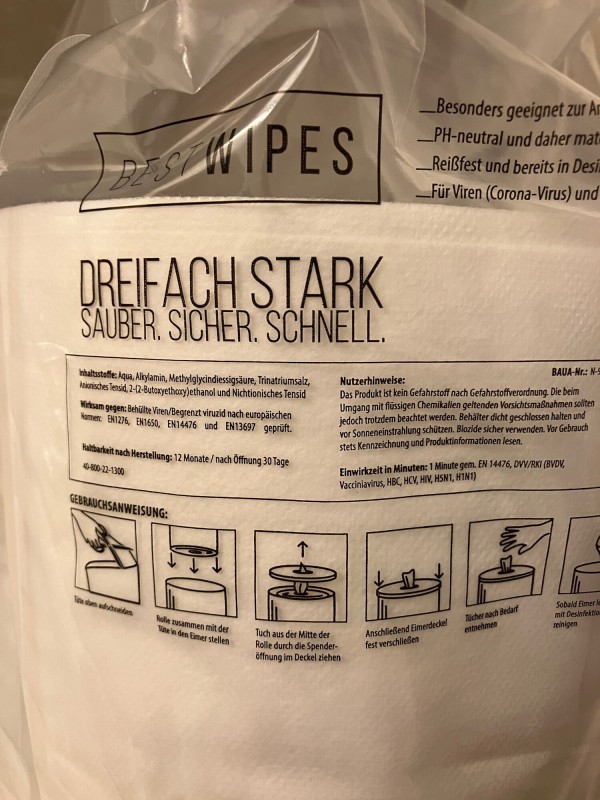 BESTWIPES
Besonders geeignet zur
PH-neutral und daher
Reißfest und bereits in
Für Viren (Corona-Virus) und
DREIFACH STARK
SAUBER. SICHER. SCHNELL.
Inhaltsstoffe: Aqua, Alkylamin, Methylglycindiessigsäure, Trinatriumsalz,
Anionisches Tensid, 2-(2-Butoxyethoxy)ethanol und Nichtionisches Tensid
Wirksam gegen: Behüllte Viren/Begrenzt viruzid nach europäischen
Normen: EN1276, EN1650, EN14476 und EN13697 geprüft.
Haltbarkeit nach Herstellung: 12 Monate / nach Öffnung 30 Tage
40-800-22-1300
BAUA-Nr.:
Nutzerhinweise:
Das Produkt ist kein Gefahrstoff nach Gefahrstoffverordnung. Die beim
Umgang mit flüssigen Chemikalien geltenden Vorsichtsmaßnahmen sollten
jedoch trotzdem beachtet werden. Behälter dicht geschlossen halten und
vor Sonneneinstrahlung schützen. Biozide sicher verwenden. Vor Gebrauch
stets Kennzeichnung und Produktinformationen lesen.
Einwirkzeit in Minuten: 1 Minute gem. EN 14476, DVV/RKI (BVDV,
Vacciniavirus, HBC, HCV, HIV, H5N1, H1N1)
GEBRAUCHSANWEISUNG:
Tüte oben aufschneiden
Rolle zusammen mit der
Tüte in den Eimer stellen
Tuch aus der Mitte der
Rolle durch die Spender-
öffnung im Deckel ziehen
Anschließend Eimerdeckel
fest verschließen
Tücher nach Bedarf
entnehmen
Sobald Eimer
mit
reinigen